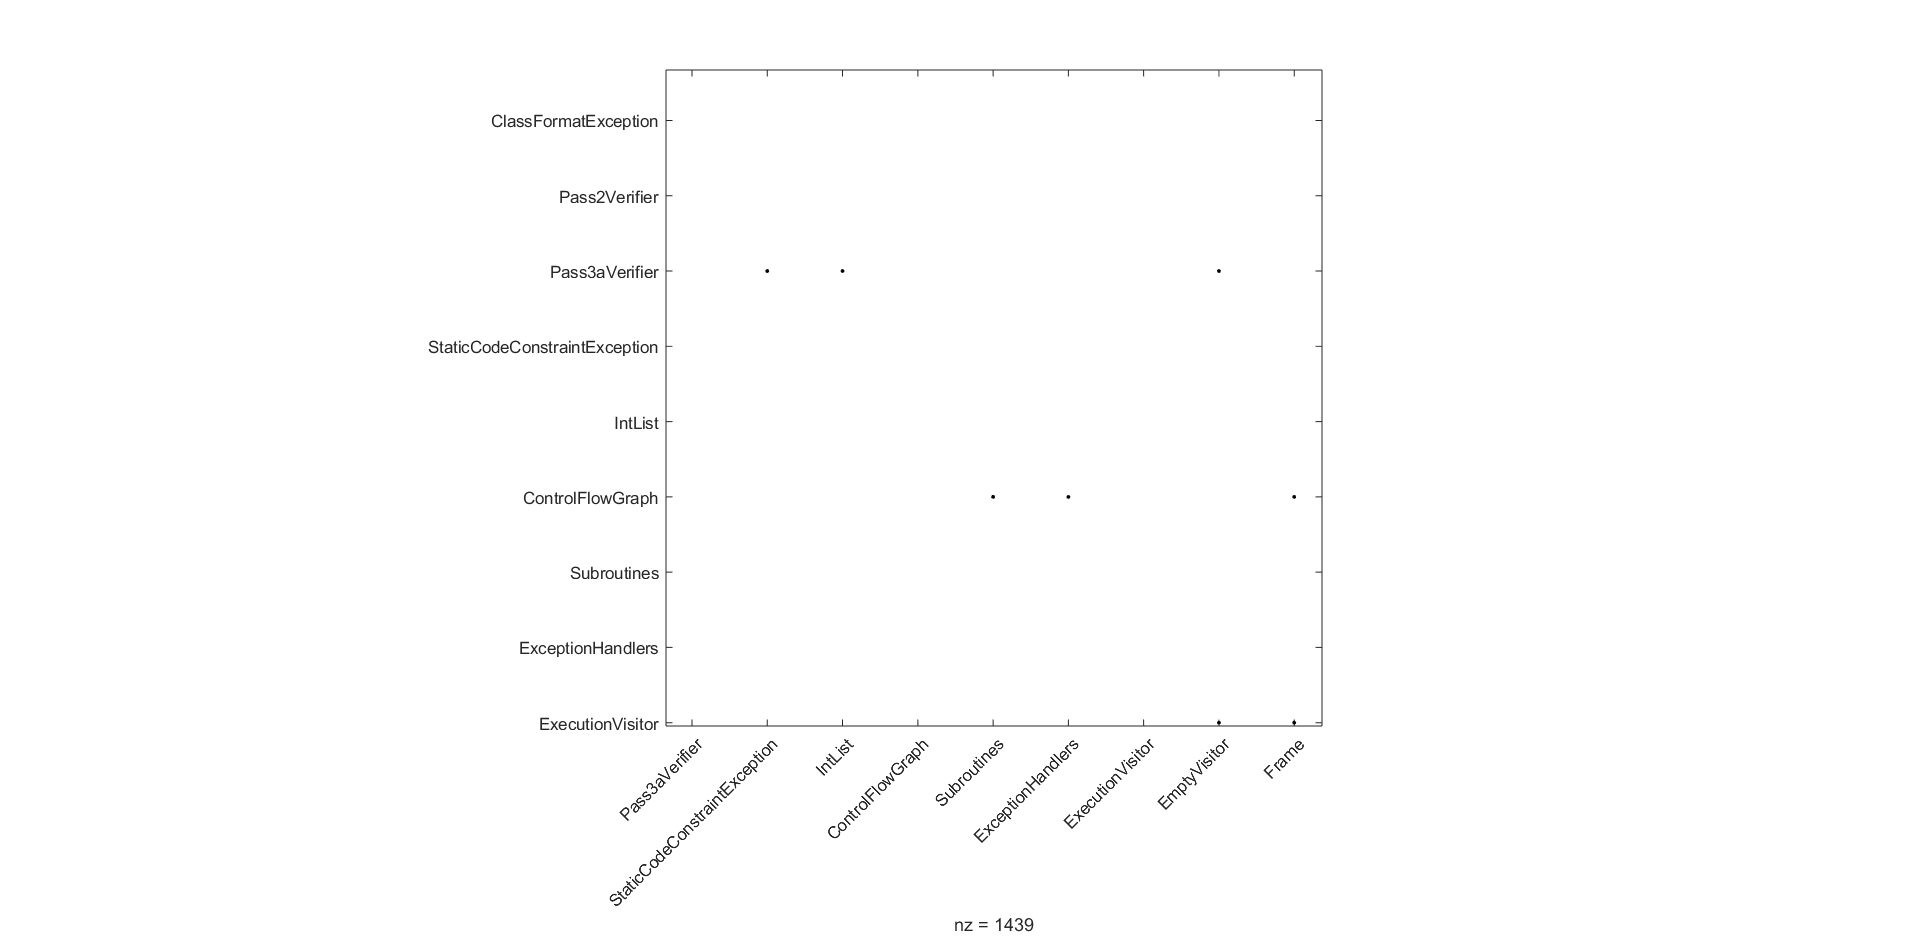 ClassFormatException
Pass2Verifier
Pass3aVerifier
StaticCodeConstraintException
IntList
ControlFlowGraph
Subroutines
ExceptionHandlers
ExecutionVisitor
Pass3aVerifier
StaticCodeConstraintException
IntList
ControlFlowGraph
Subroutines
ExceptionHandlers
ExecutionVisitor
EmptyVisitor
Frame
nz = 1439